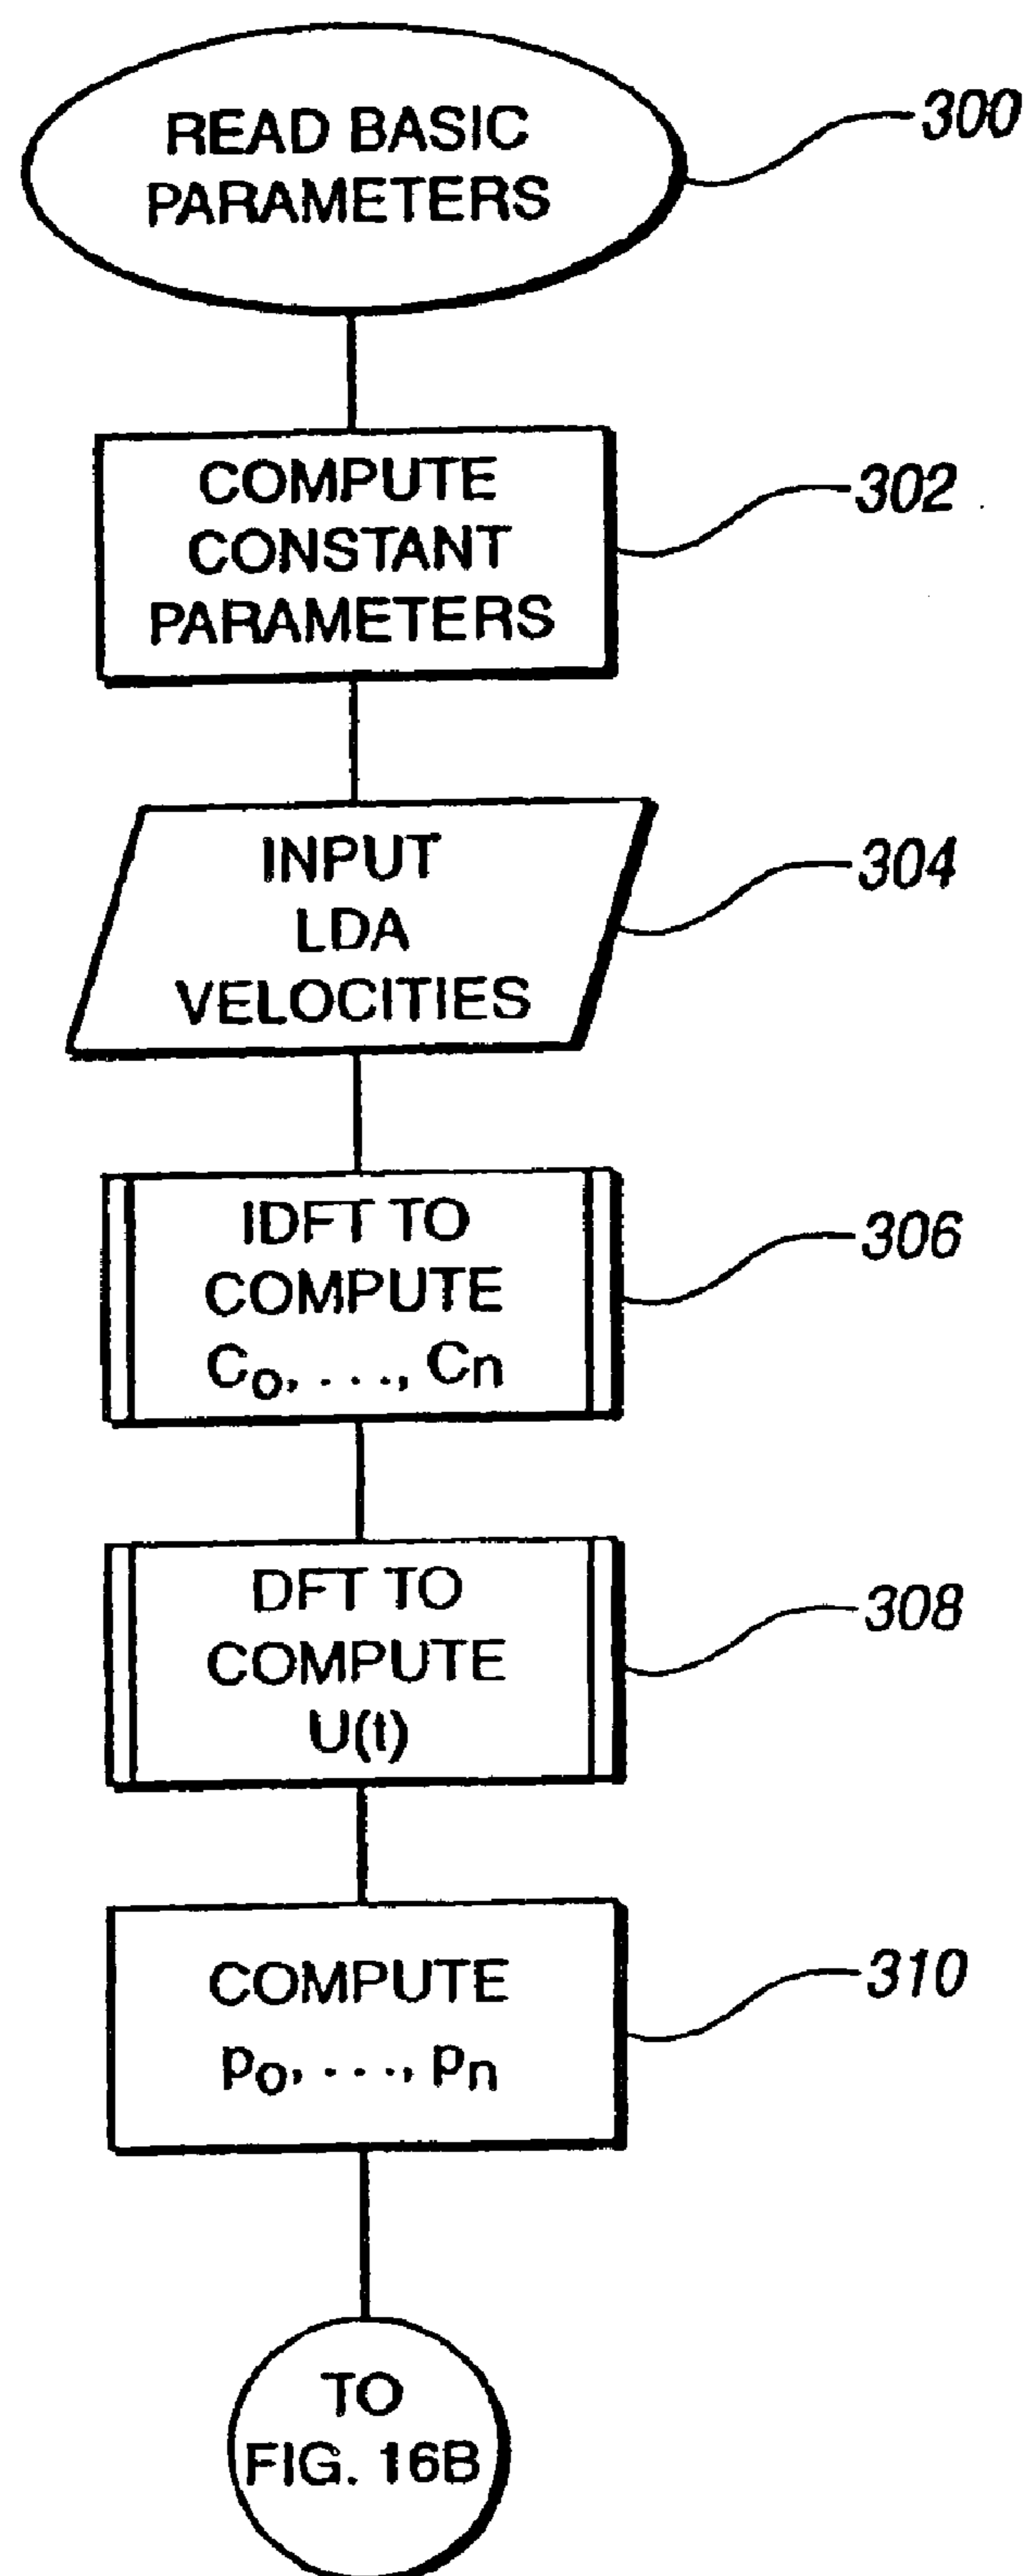 READ BASIC
PARAMETERS
300
COMPUTE
CONSTANT
PARAMETERS
302
INPUT
LDA
VELOCITIES
304
IDFT TO
COMPUTE
Co, . . ., Cn
306
DFT TO
COMPUTE
U(t)
308
COMPUTE
po, . . ., pn
310
TO
FIG. 16B